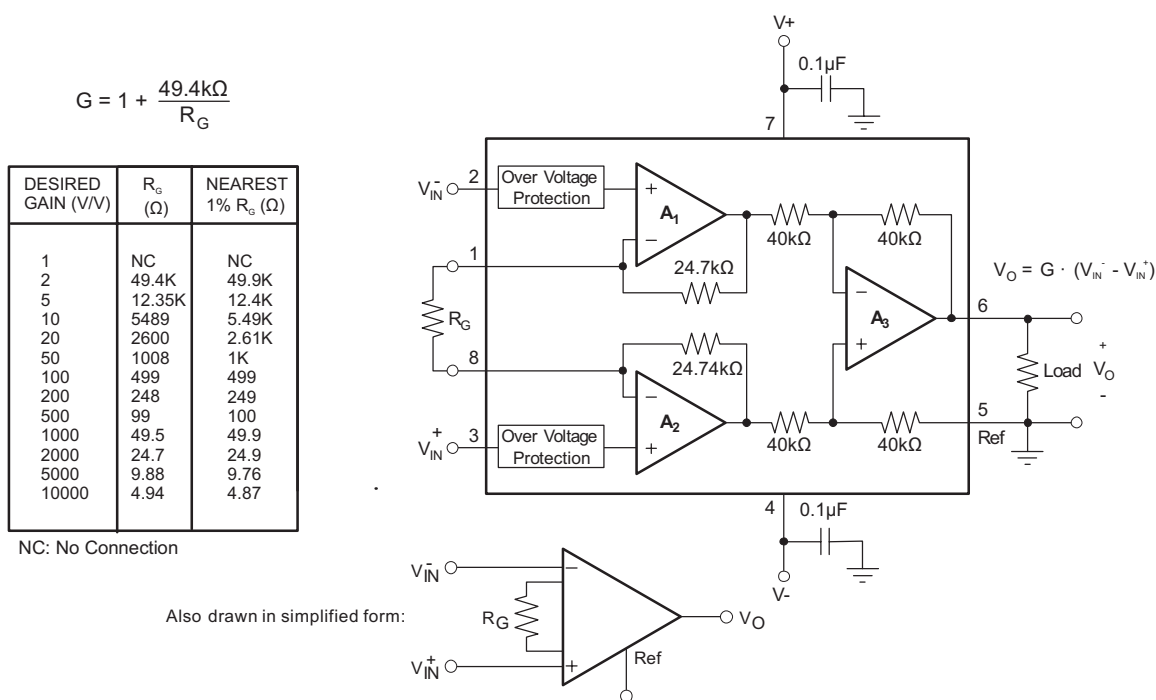 G = 1 + 49.4kΩ / R_G
DESIRED GAIN (V/V) | R_G (Ω) | NEAREST 1% R_G (Ω)
1 | NC | NC
2 | 49.4K | 49.9K
5 | 12.35K | 12.4K
10 | 5489 | 5.49K
20 | 2600 | 2.61K
50 | 1008 | 1K
100 | 499 | 499
200 | 248 | 249
500 | 99 | 100
1000 | 49.5 | 49.9
2000 | 24.7 | 24.9
5000 | 9.88 | 9.76
10000 | 4.94 | 4.87
NC: No Connection
V+
0.1µF
7
V_IN^- 2
Over Voltage
Protection
+
A₁
−
40kΩ
40kΩ
1
24.7kΩ
R_G
8
24.74kΩ
−
A₃
+
6
V_O = G · (V_IN^- - V_IN^+)
+
Load V_O
-
−
A₂
+
V_IN^+ 3
Over Voltage
Protection
40kΩ
40kΩ
5
Ref
4
0.1µF
V-
Also drawn in simplified form:
V_IN^-
−
R_G
V_O
V_IN^+
+
Ref